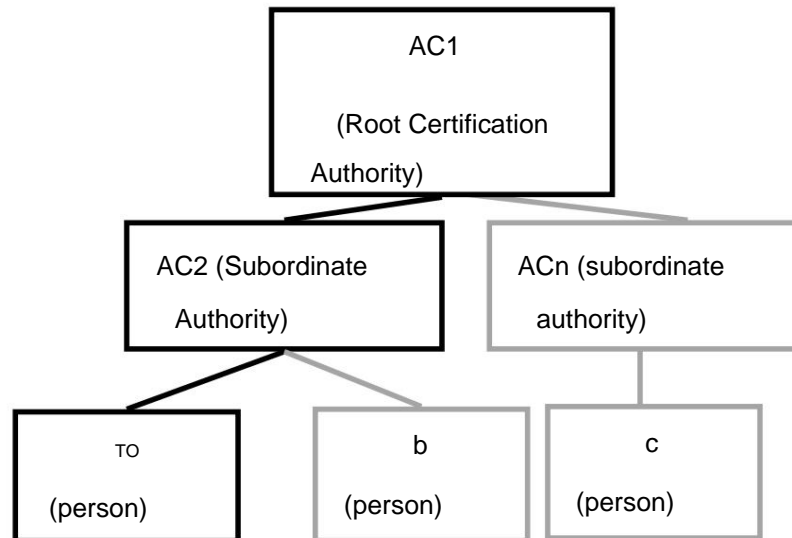 AC1
(Root Certification
Authority)
AC2 (Subordinate
Authority)
ACn (subordinate
authority)
TO
(person)
b
(person)
c
(person)